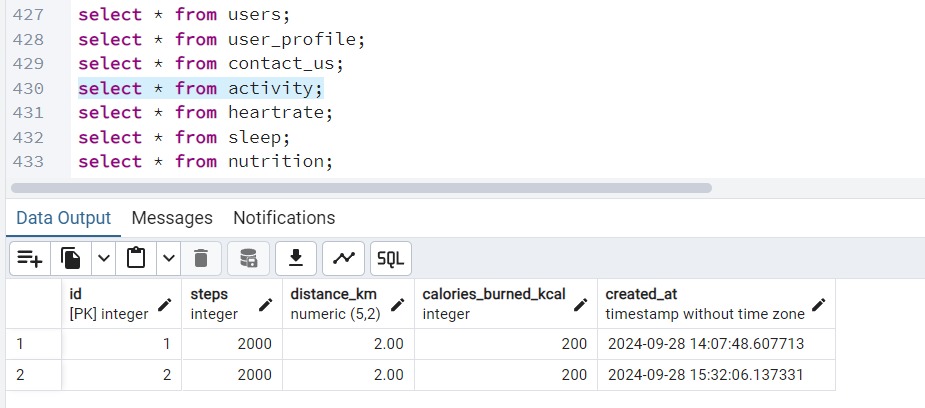 427 select * from users;
428 select * from user_profile;
429 select * from contact_us;
430 select * from activity;
431 select * from heartrate;
432 select * from sleep;
433 select * from nutrition;
Data Output Messages Notifications
SQL
id steps distance_km calories_burned_kcal created_at
[PK] integer integer numeric (5,2) integer timestamp without time zone
1 1 2000 2.00 200 2024-09-28 14:07:48.607713
2 2 2000 2.00 200 2024-09-28 15:32:06.137331